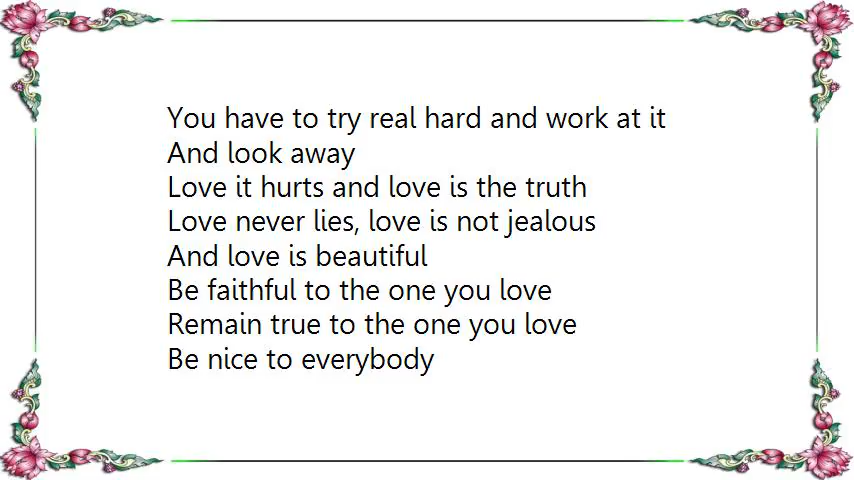 You have to try real hard and work at it
And look away
Love it hurts and love is the truth
Love never lies, love is not jealous
And love is beautiful
Be faithful to the one you love
Remain true to the one you love
Be nice to everybody